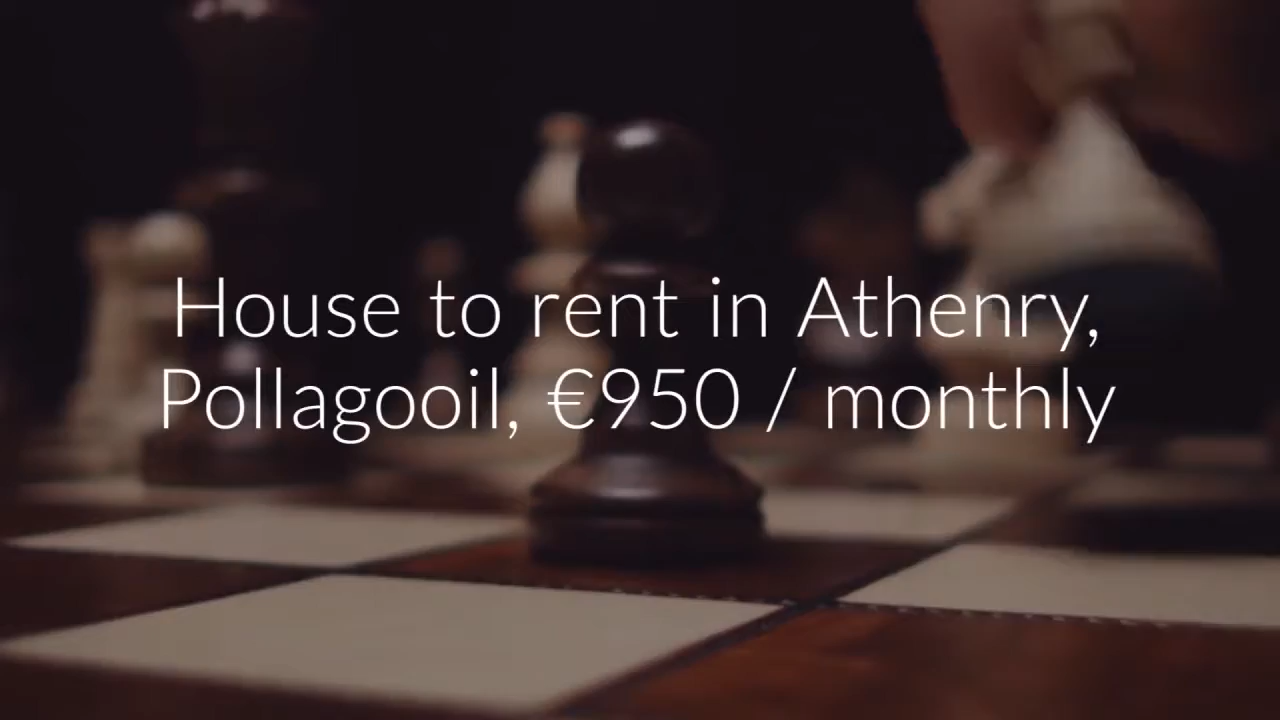 House to rent in Athenry,
Pollagooil, €950 / monthly